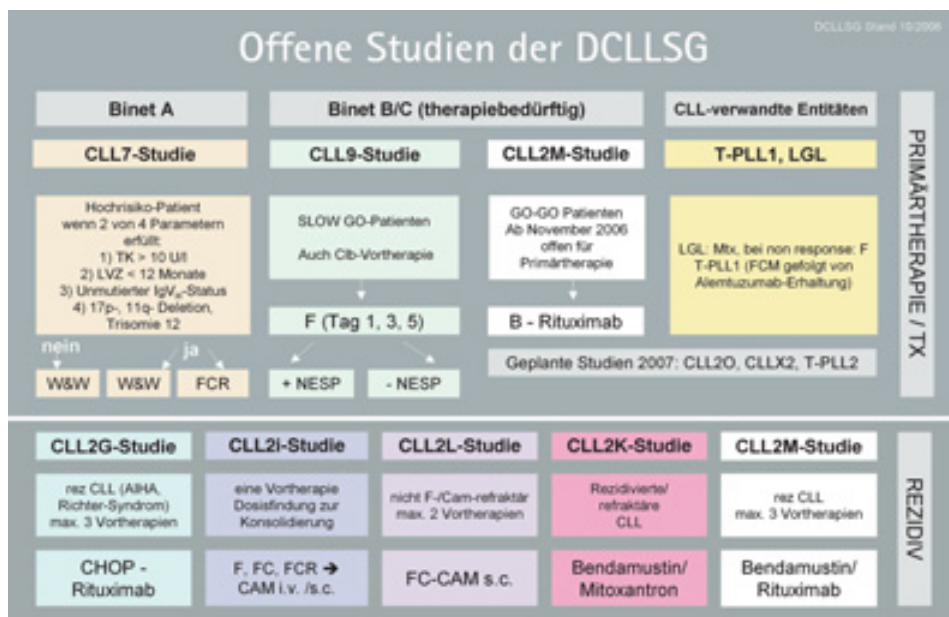 DCLLSG Stand 10/2006
Offene Studien der DCLLSG
Binet A
Binet B/C (therapiebedürftig)
CLL-verwandte Entitäten
CLL7-Studie
CLL9-Studie
CLL2M-Studie
T-PLL1, LGL
Hochrisiko-Patient
wenn 2 von 4 Parametern
erfüllt:
1) TK > 10 U/l
2) LVZ < 12 Monate
3) Unmutierter IgVH-Status
4) 17p-, 11q- Deletion,
Trisomie 12
SLOW GO-Patienten
Auch Clb-Vortherapie
GO-GO Patienten
Ab November 2006
offen für
Primärtherapie
LGL: Mtx, bei non response: F
T-PLL1 (FCM gefolgt von
Alemtuzumab-Erhaltung)
F (Tag 1, 3, 5)
B - Rituximab
nein
ja
W&W
W&W
FCR
+ NESP
- NESP
Geplante Studien 2007: CLL2O, CLLX2, T-PLL2
PRIMÄRTHERAPIE / TX
CLL2G-Studie
CLL2i-Studie
CLL2L-Studie
CLL2K-Studie
CLL2M-Studie
rez CLL (AIHA,
Richter-Syndrom)
max. 3 Vortherapien
eine Vortherapie
Dosisfindung zur
Konsolidierung
nicht F-/Cam-refraktär
max. 2 Vortherapien
Rezidivierte/
refraktäre
CLL
rez CLL
max. 3 Vortherapien
CHOP -
Rituximab
F, FC, FCR ➔
CAM i.v. /s.c.
FC-CAM s.c.
Bendamustin/
Mitoxantron
Bendamustin/
Rituximab
REZIDIV